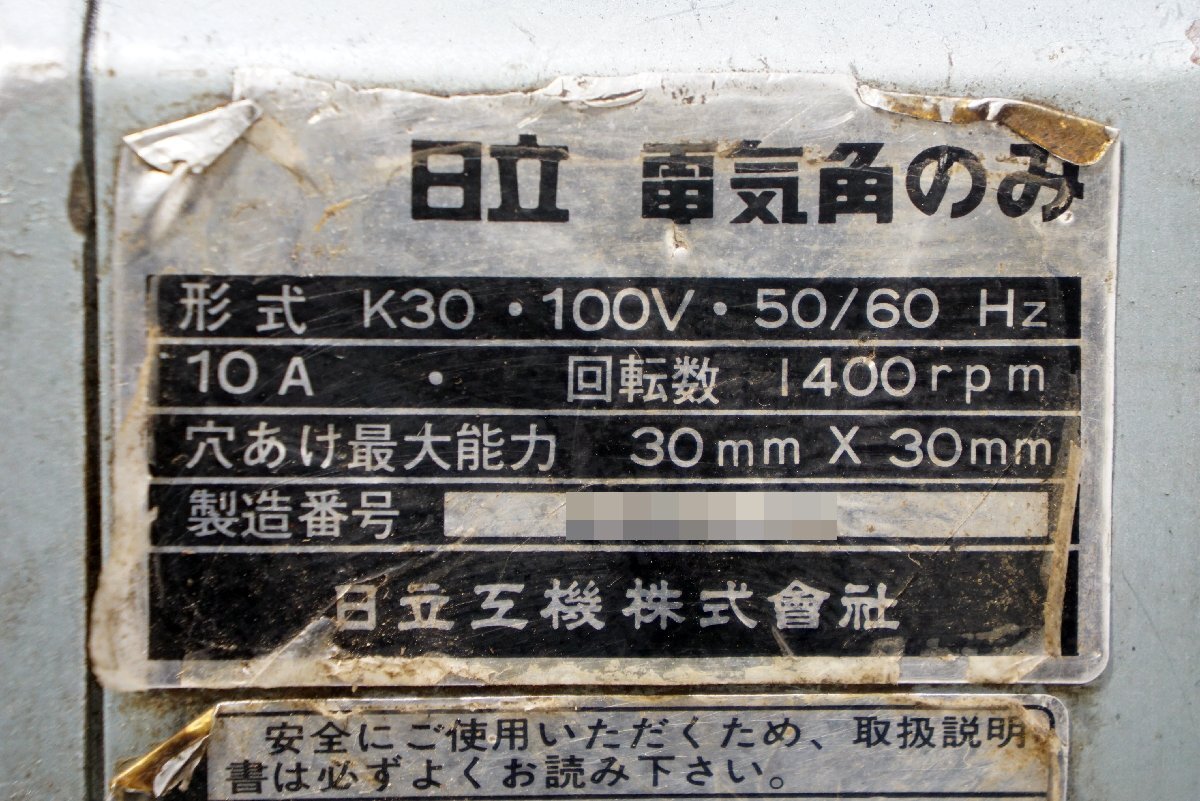 日立 電気角のみ
形式 K30・100V・50/60 Hz
10A ・ 回転数 1400rpm
穴あけ最大能力 30mm X 30mm
製造番号
日立工機株式會社
安全にご使用いただくため、取扱説明
書は必ずよくお読み下さい。